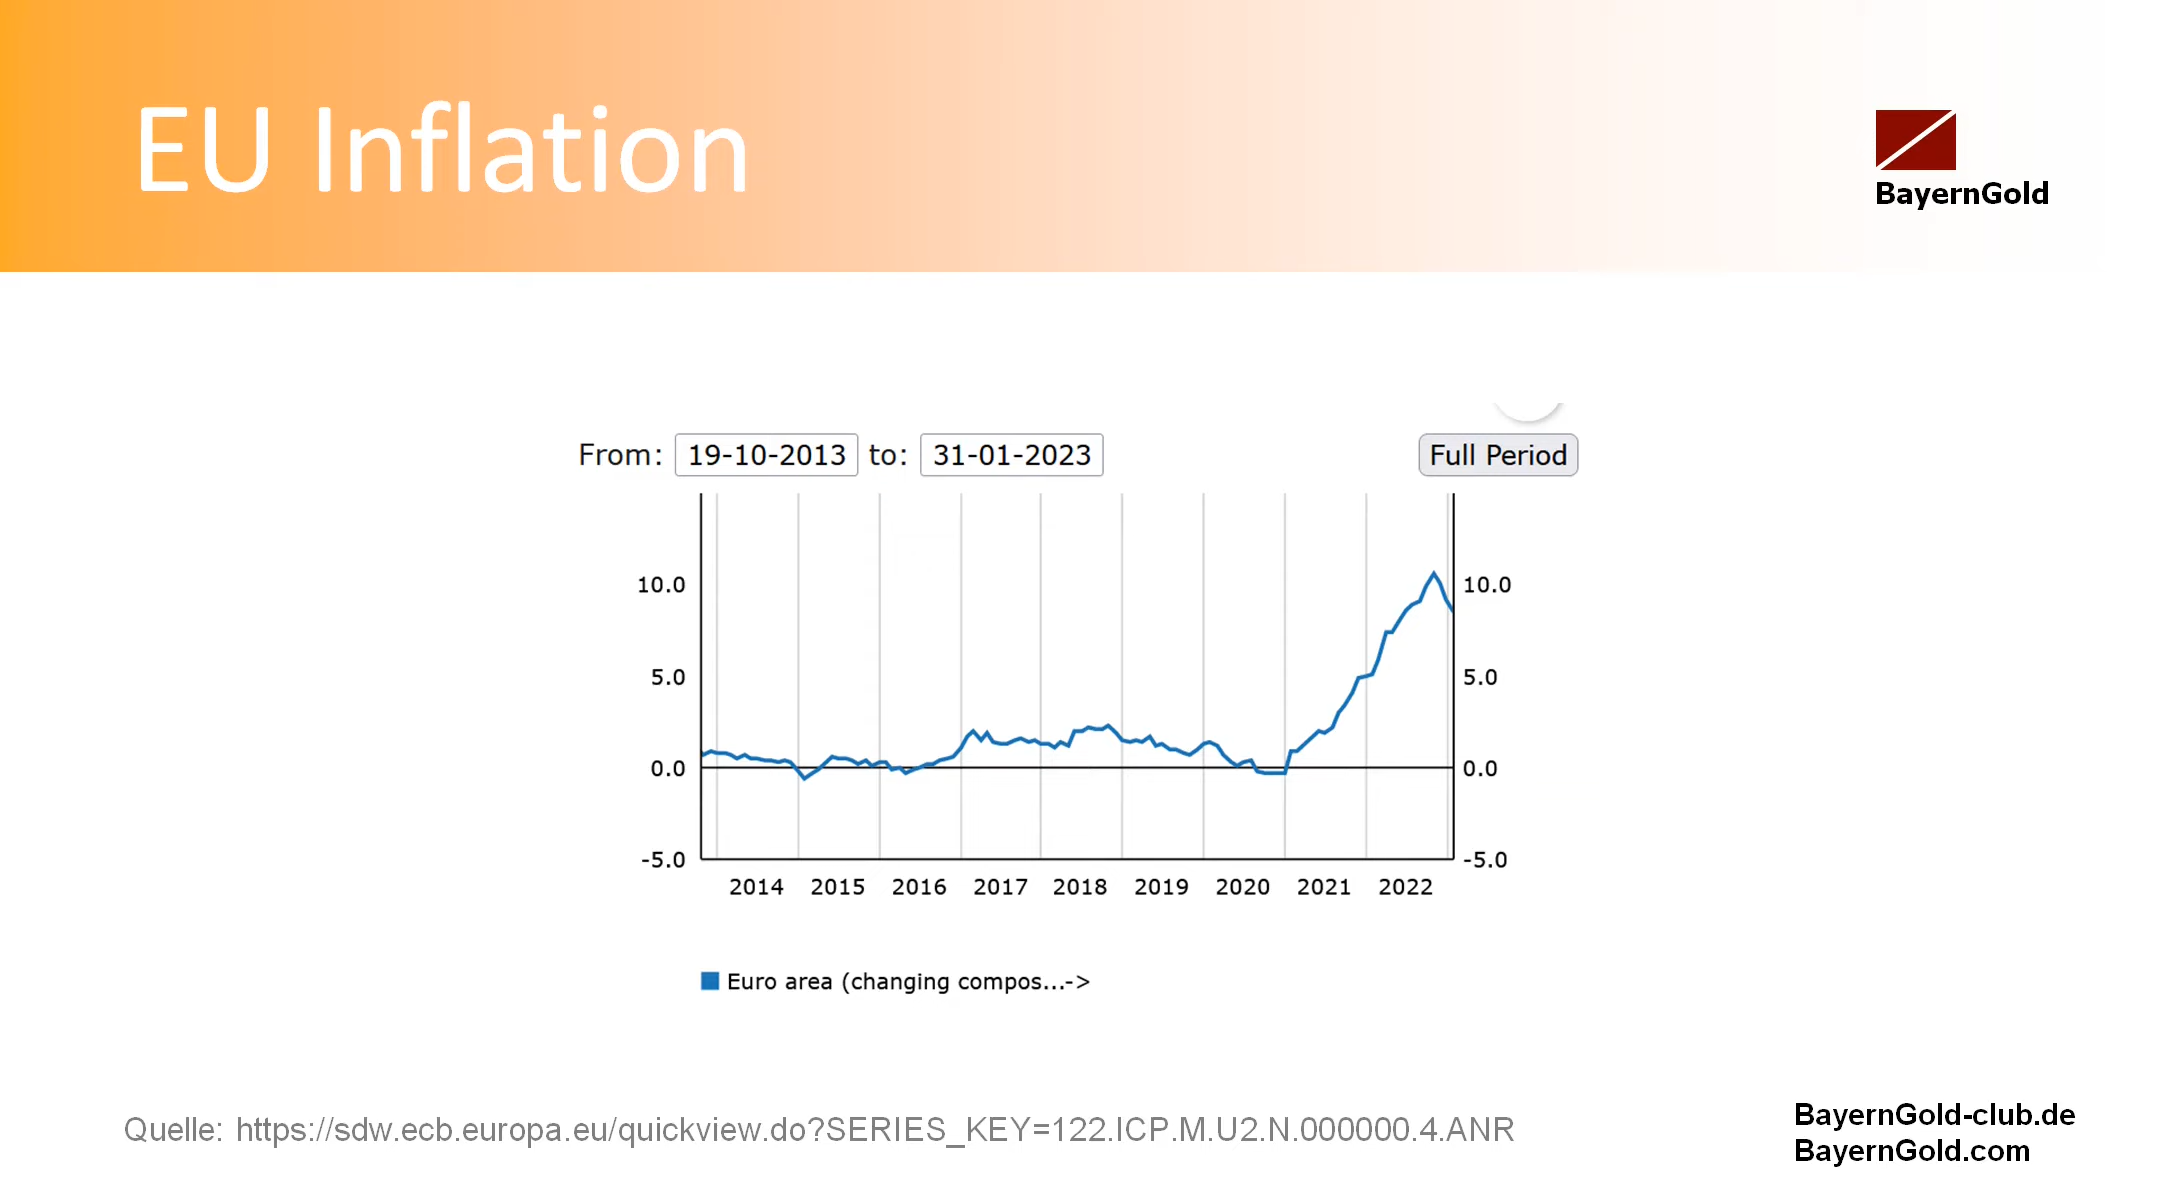 EU Inflation
BayernGold
From: 19-10-2013 to: 31-01-2023 Full Period
10.0 10.0
5.0 5.0
0.0 0.0
-5.0 -5.0
2014 2015 2016 2017 2018 2019 2020 2021 2022
Euro area (changing compos...->
Quelle: https://sdw.ecb.europa.eu/quickview.do?SERIES_KEY=122.ICP.M.U2.N.000000.4.ANR
BayernGold-club.de
BayernGold.com